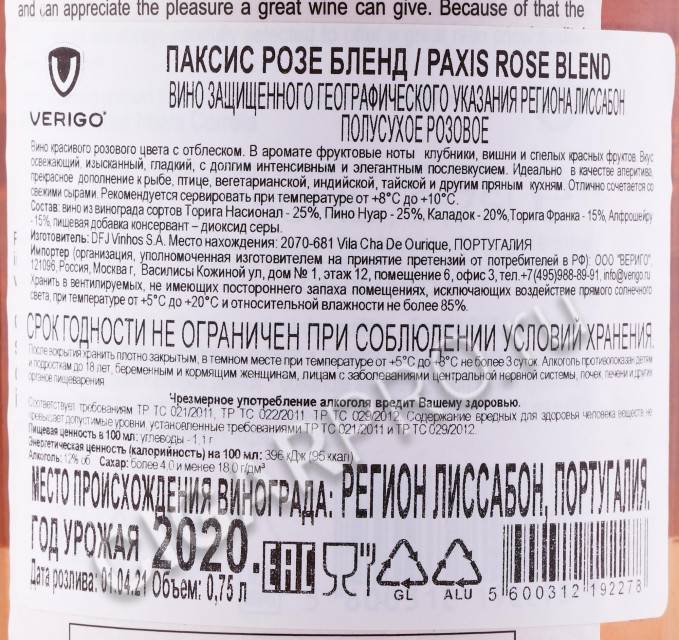 and can appreciate the pleasure a great wine can give. Because of that the
VERIGO
ПАКСИС РОЗЕ БЛЕНД / PAXIS ROSE BLEND
ВИНО ЗАЩИЩЕННОГО ГЕОГРАФИЧЕСКОГО УКАЗАНИЯ РЕГИОНА ЛИССАБОН
ПОЛУСУХОЕ РОЗОВОЕ
Вино красивого розового цвета с отблеском. В аромате фруктовые ноты клубники, вишни и спелых красных фруктов. Вкус
освежающий, изысканный, гладкий, с долгим интенсивным и элегантным послевкусием. Идеально в качестве аперитива,
прекрасное дополнение к рыбе, птице, вегетарианской, индийской, тайской и другим пряным кухням. Отлично сочетается со
свежими сырами. Рекомендуется сервировать при температуре от +8°C до +10°C.
Состав: вино из винограда сортов Торига Насионал - 25%, Пино Нуар - 25%, Каладок - 20%,Торига Франка - 15%, Алфрошейру
- 15%, пищевая добавка консервант – диоксид серы.
Изготовитель: DFJ Vinhos S.A. Место нахождения: 2070-681 Vila Cha De Ourique, ПОРТУГАЛИЯ
Импортер (организация, уполномоченная изготовителем на принятие претензий от потребителей в РФ): ООО "ВЕРИГО",
121096, Россия, Москва г, Василисы Кожиной ул, дом № 1, этаж 12, помещение 6, офис 3, тел.+7(495)988-89-91, info@verigo.ru
Хранить в вентилируемых, не имеющих постороннего запаха помещениях, исключающих воздействие прямого солнечного
света, при температуре от +5°C до +20°C и относительной влажности не более 85%.
СРОК ГОДНОСТИ НЕ ОГРАНИЧЕН ПРИ СОБЛЮДЕНИИ УСЛОВИЙ ХРАНЕНИЯ.
После вскрытия хранить плотно закрытым, в темном месте при температуре от +5°C до +8°C не более 3 суток. Алкоголь противопоказан детям
и подросткам до 18 лет, беременным и кормящим женщинам, лицам с заболеваниями центральной нервной системы, почек, печени и других
органов пищеварения
Чрезмерное употребление алкоголя вредит Вашему здоровью.
Соответствует требованиям ТР ТС 021/2011, ТР ТС 022/2011, ТР ТС 029/2012. Содержание вредных для здоровья человека веществ не
превышает допустимые уровни установленные требованиями ТР ТС 021/2011 и ТР ТС 029/2012.
Пищевая ценность в 100 мл: углеводы - 1,1 г
Энергетическая ценность (калорийность) на 100 мл: 396 кДж (95 ккал)
Алкоголь: 12% об. Сахар: более 4.0 и менее 18.0 г/дм³
МЕСТО ПРОИСХОЖДЕНИЯ ВИНОГРАДА: РЕГИОН ЛИССАБОН, ПОРТУГАЛИЯ.
ГОД УРОЖАЯ 2020.
Дата розлива: 01.04.21 Объем: 0,75 л
EAC
GL
ALU
5 600312 192278